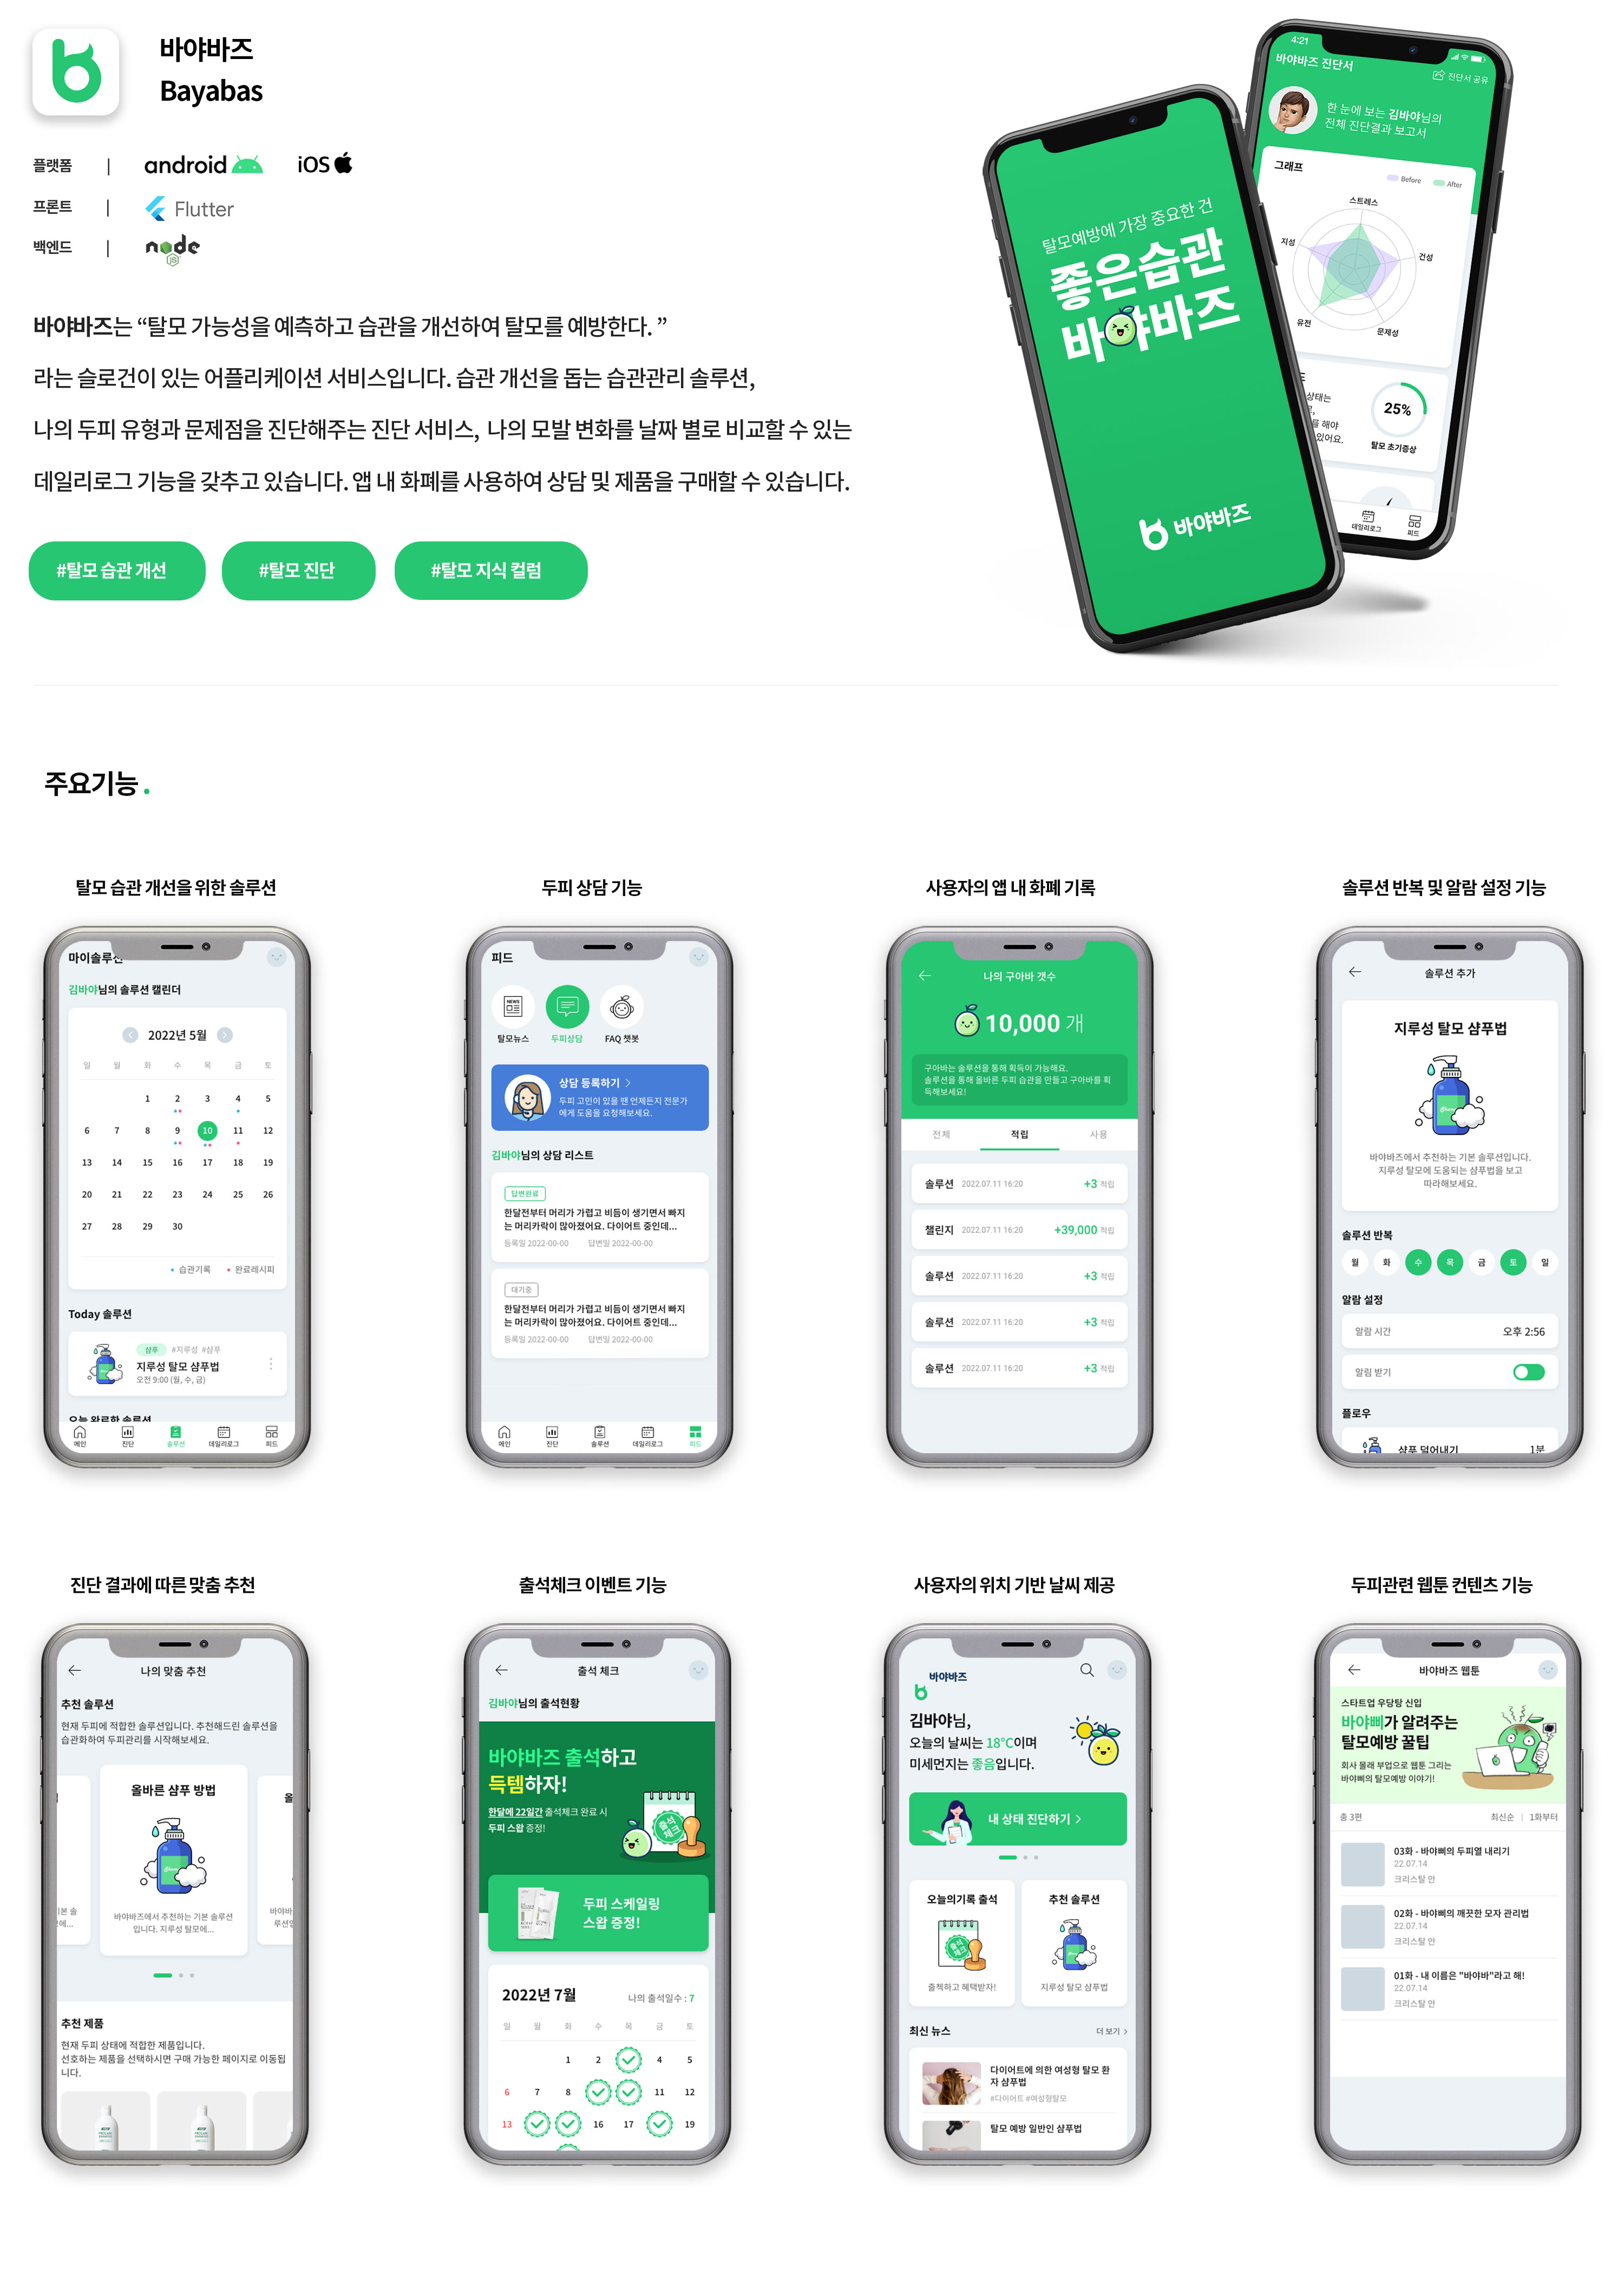 바야바즈
Bayabas
플랫폼 | android iOS
프론트 | Flutter
백엔드 | node
JS
바야바즈는 “탈모 가능성을 예측하고 습관을 개선하여 탈모를 예방한다. ”
라는 슬로건이 있는 어플리케이션 서비스입니다. 습관 개선을 돕는 습관관리 솔루션,
나의 두피 유형과 문제점을 진단해주는 진단 서비스, 나의 모발 변화를 날짜 별로 비교할 수 있는
데일리로그 기능을 갖추고 있습니다. 앱 내 화폐를 사용하여 상담 및 제품을 구매할 수 있습니다.
#탈모 습관 개선
#탈모 진단
#탈모 지식 컬럼
탈모예방에 가장 중요한 건
좋은습관
바야바즈
바야바즈
4:21
바야바즈 진단서
진단서 공유
한 눈에 보는 김바야님의
전체 진단결과 보고서
그래프
Before After
스트레스
지성
건성
유전
문제성
상태는
를 해야
있어요.
25%
탈모 초기증상
데일리로그
피드
주요기능 .
탈모 습관 개선을 위한 솔루션
마이솔루션
김바야님의 솔루션 캘린더
2022년 5월
일 월 화 수 목 금 토
1 2 3 4 5
6 7 8 9 10 11 12
13 14 15 16 17 18 19
20 21 22 23 24 25 26
27 28 29 30
습관기록 완료레시피
Today 솔루션
샴푸 #지루성 #샴푸
지루성 탈모 샴푸법
오전 9:00 (월, 수, 금)
오늘 완료한 솔루션
메인 진단 솔루션 데일리로그 피드
두피 상담 기능
피드
NEWS
탈모뉴스 두피상담 FAQ 챗봇
상담 등록하기
두피 고민이 있을 땐 언제든지 전문가
에게 도움을 요청해보세요.
김바야님의 상담 리스트
답변완료
한달전부터 머리가 가렵고 비듬이 생기면서 빠지
는 머리카락이 많아졌어요. 다이어트 중인데...
등록일 2022-00-00 답변일 2022-00-00
대기중
한달전부터 머리가 가렵고 비듬이 생기면서 빠지
는 머리카락이 많아졌어요. 다이어트 중인데...
등록일 2022-00-00 답변일 2022-00-00
메인 진단 솔루션 데일리로그 피드
사용자의 앱 내 화폐 기록
나의 구아바 갯수
10,000 개
구아바는 솔루션을 통해 획득이 가능해요.
솔루션을 통해 올바른 두피 습관을 만들고 구아바를 획
득해보세요!
전체 적립 사용
솔루션 2022.07.11 16:20 +3 적립
챌린지 2022.07.11 16:20 +39,000 적립
솔루션 2022.07.11 16:20 +3 적립
솔루션 2022.07.11 16:20 +3 적립
솔루션 2022.07.11 16:20 +3 적립
솔루션 반복 및 알람 설정 기능
솔루션 추가
지루성 탈모 샴푸법
바야바즈에서 추천하는 기본 솔루션입니다.
지루성 탈모에 도움되는 샴푸법을 보고
따라해보세요.
솔루션 반복
월 화 수 목 금 토 일
알람 설정
알람 시간 오후 2:56
알림 받기
플로우
샴푸 덜어내기 1분
진단 결과에 따른 맞춤 추천
나의 맞춤 추천
추천 솔루션
현재 두피에 적합한 솔루션입니다. 추천해드린 솔루션을
습관화하여 두피관리를 시작해보세요.
올바른 샴푸 방법
바야바즈에서 추천하는 기본 솔루션
입니다. 지루성 탈모에...
추천 제품
현재 두피 상태에 적합한 제품입니다.
선호하는 제품을 선택하시면 구매 가능한 페이지로 이동됩
니다.
출석체크 이벤트 기능
출석 체크
김바야님의 출석현황
바야바즈 출석하고
득템하자!
한달에 22일간 출석체크 완료 시
두피 스왑 증정!
출석
체크
두피 스케일링
스왑 증정!
2022년 7월 나의 출석일수 : 7
일 월 화 수 목 금 토
1 2 4 5
6 7 8 11 12
13 16 17 19
사용자의 위치 기반 날씨 제공
바야바즈
김바야님,
오늘의 날씨는 18℃이며
미세먼지는 좋음입니다.
내 상태 진단하기
오늘의기록 출석
출석
체크
출첵하고 혜택받자!
추천 솔루션
지루성 탈모 샴푸법
최신 뉴스 더 보기
다이어트에 의한 여성형 탈모 환
자 샴푸법
#다이어트 #여성형탈모
탈모 예방 일반인 샴푸법
두피관련 웹툰 컨텐츠 기능
바야바즈 웹툰
스타트업 우당탕 신입
바야삐가 알려주는
탈모예방 꿀팁
회사 몰래 부업으로 웹툰 그리는
바야삐의 탈모예방 이야기!
총 3편 최신순 | 1화부터
03화 - 바야삐의 두피열 내리기
22.07.14
크리스탈 안
02화 - 바야삐의 깨끗한 모자 관리법
22.07.14
크리스탈 안
01화 - 내 이름은 "바야바"라고 해!
22.07.14
크리스탈 안